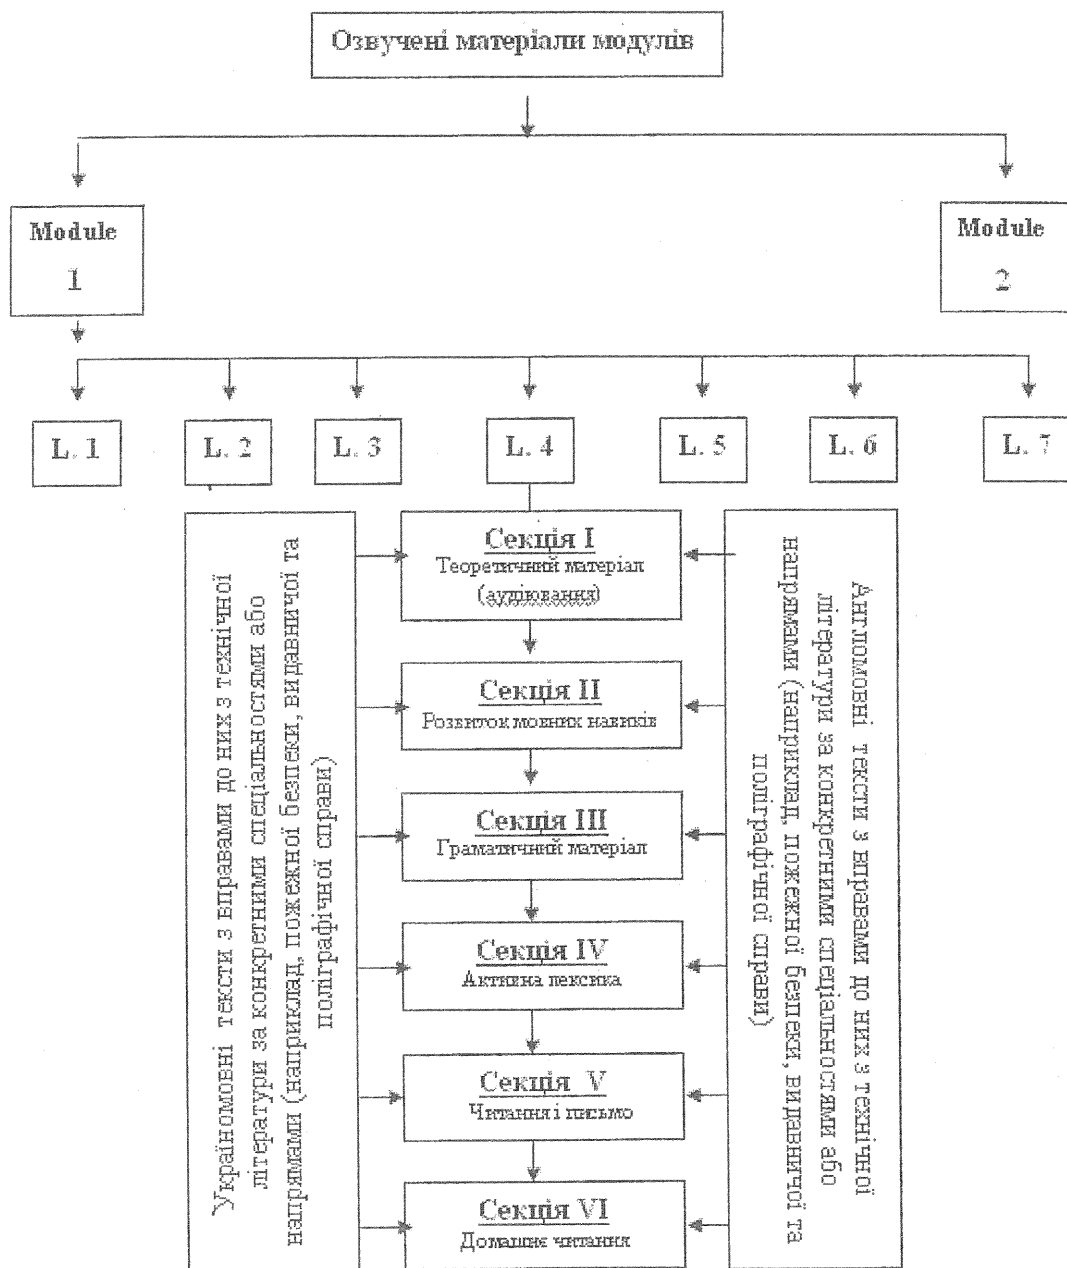 Озвучені матеріали модулів
Module
1
Module
2
L. 1
L. 2
L. 3
L. 4
L. 5
L. 6
L. 7
Україномовні тексти з вправами до них з технічної
літератури за конкретними спеціальностями або
напрямами (наприклад, пожежної безпеки, видавничої та
поліграфічної справи)
Секція I
Теоретичний матеріал
(аудіювання)
Секція II
Розвиток мовних навиків
Секція III
Граматичний матеріал
Секція IV
Активна лексика
Секція V
Читання і письмо
Секція VI
Домашнє читання
Англомовні тексти з вправами до них з технічної
літератури за конкретними спеціальностями або
напрямами (наприклад, пожежної безпеки, видавничої та
поліграфічної справи)